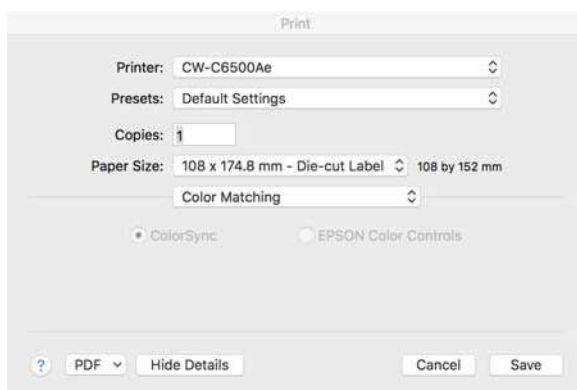 Print
Printer: CW-C6500Ae
Presets: Default Settings
Copies: 1
Paper Size: 108 x 174.8 mm - Die-cut Label 108 by 152 mm
Color Matching
ColorSync EPSON Color Controls
? PDF Hide Details Cancel Save